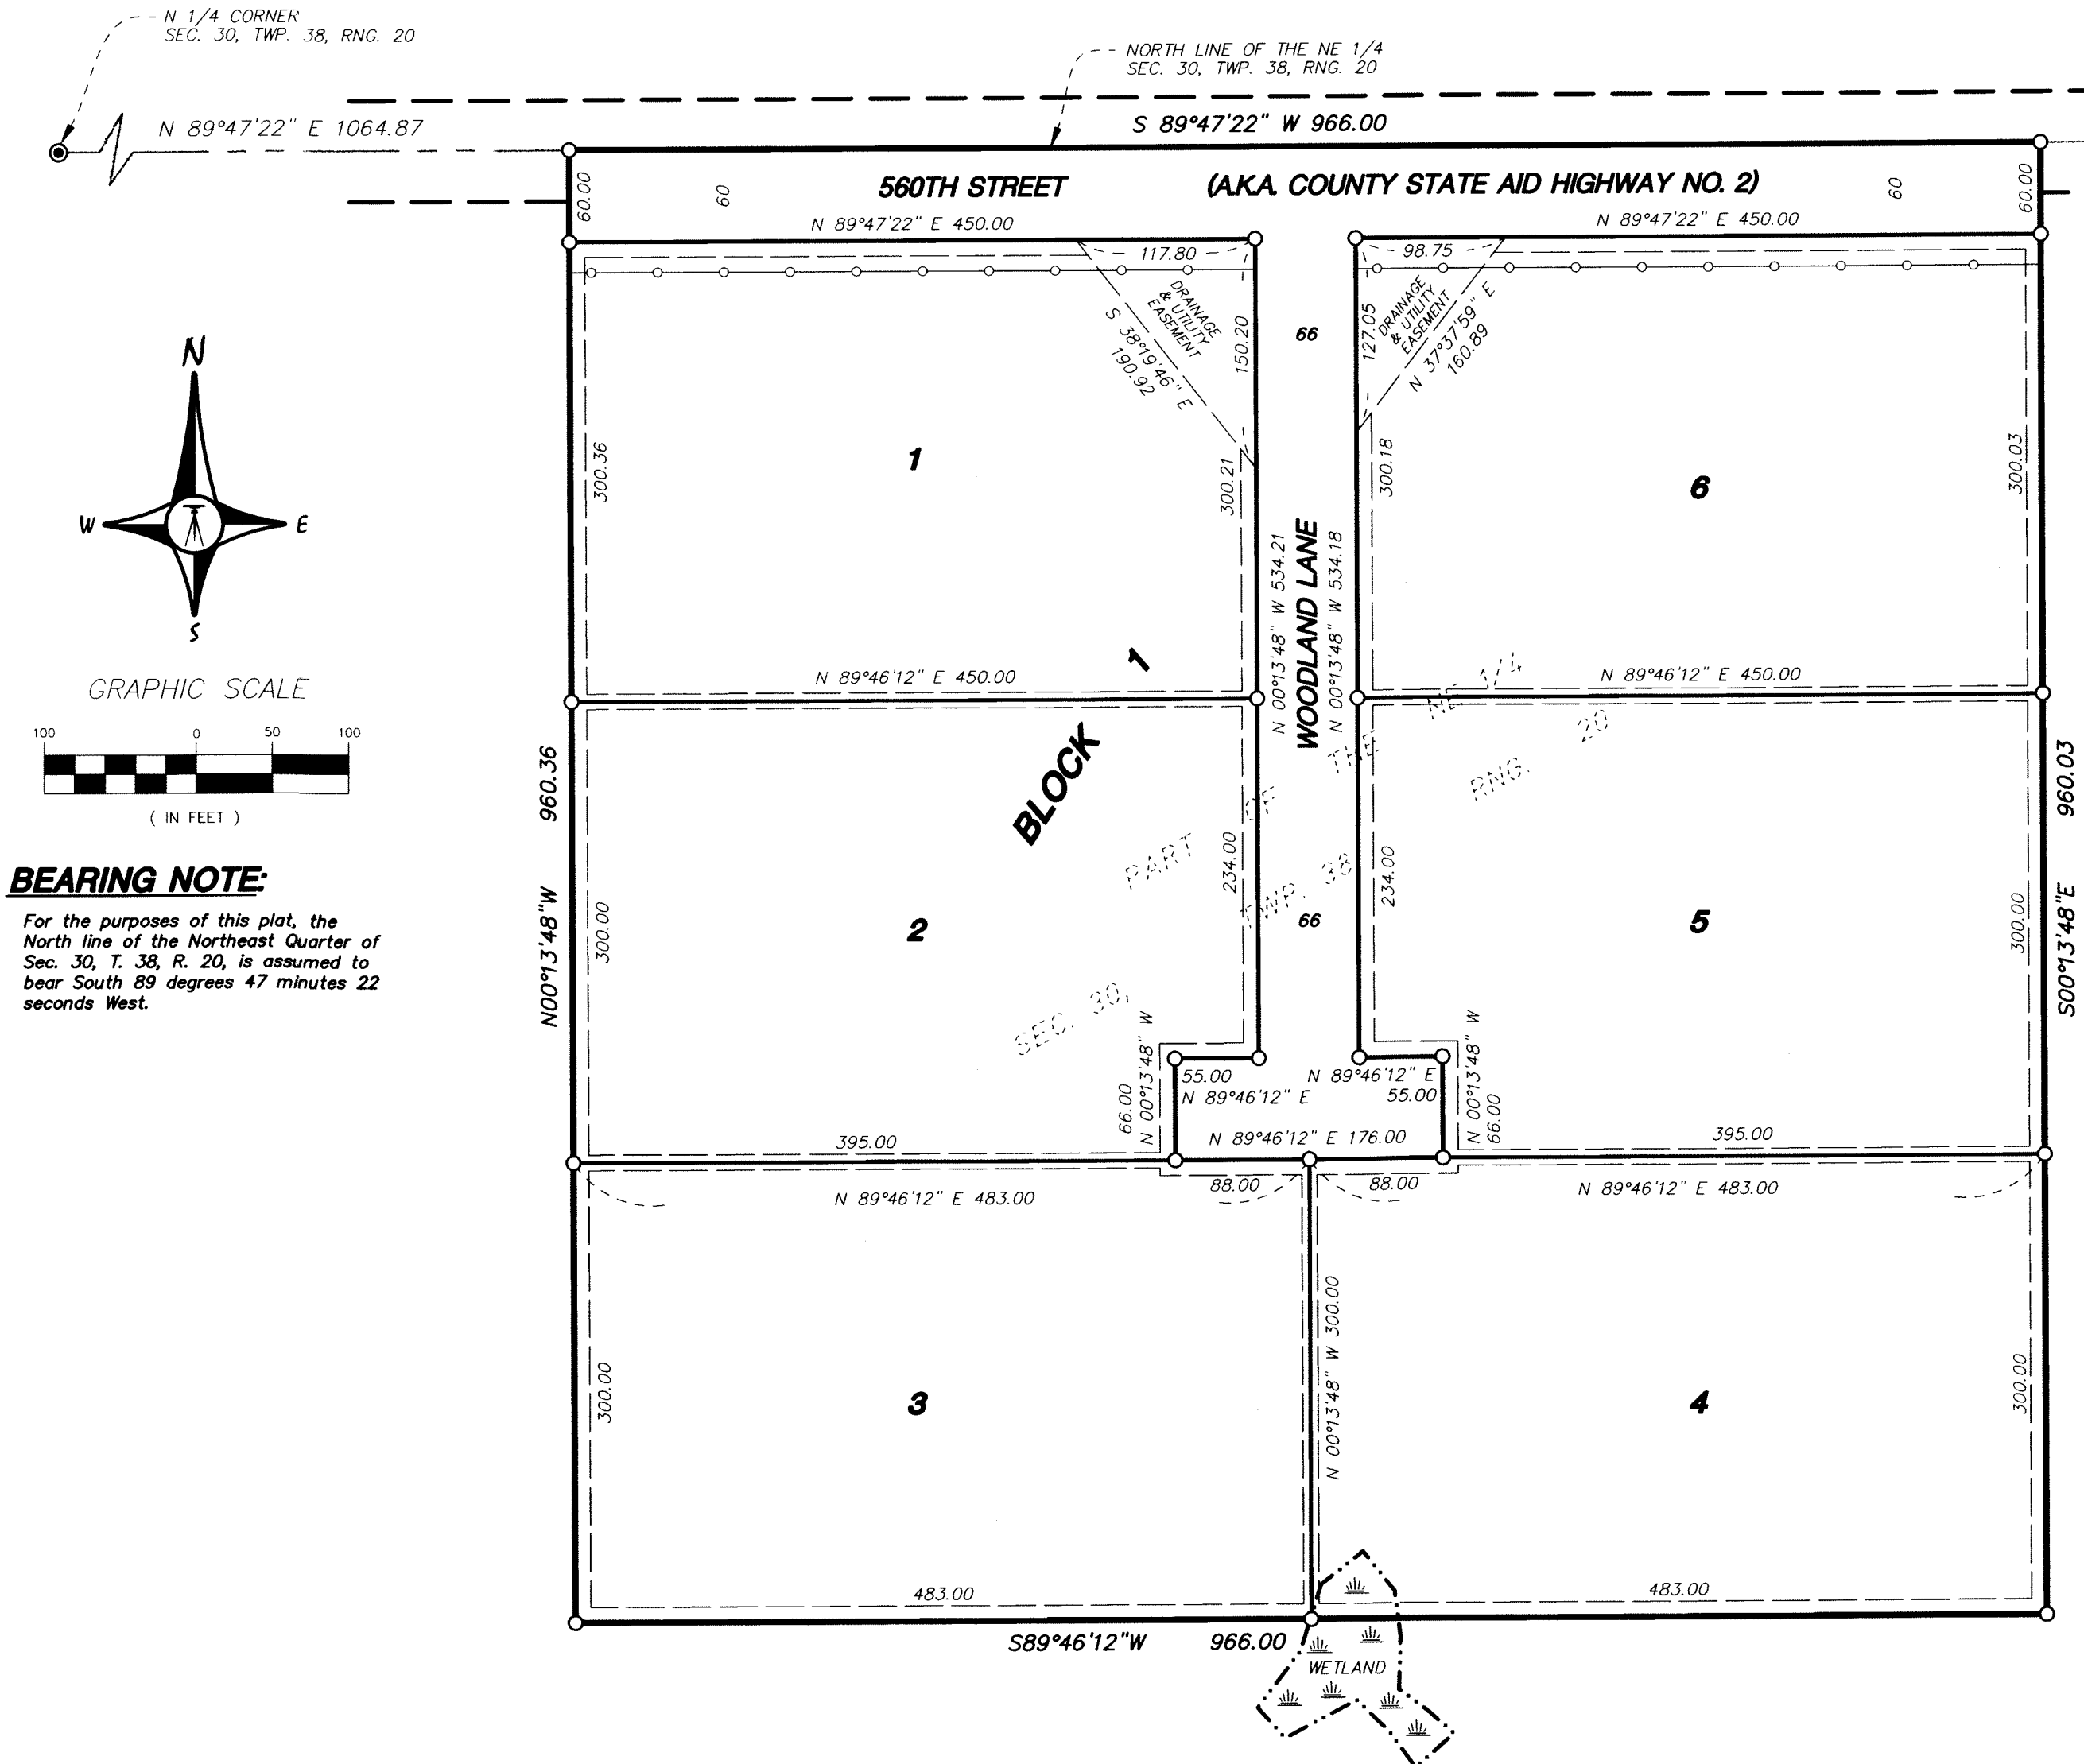 N 1/4 CORNER
SEC. 30, TWP. 38, RNG. 20
NORTH LINE OF THE NE 1/4
SEC. 30, TWP. 38, RNG. 20
N 89°47'22" E 1064.87
S 89°47'22" W 966.00
60.00
60
560TH STREET
(A.K.A. COUNTY STATE AID HIGHWAY NO. 2)
60
60.00
N 89°47'22" E 450.00
N 89°47'22" E 450.00
117.80
98.75
DRAINAGE
& UTILITY
EASEMENT
S 38°19'46" E
190.92
150.20
66
127.05
DRAINAGE
& UTILITY
EASEMENT
N 37°37'59" E
160.89
N
W
E
S
300.36
1
300.21
300.18
6
300.03
N 00°13'48" W 534.21
WOODLAND LANE
N 00°13'48" W 534.18
GRAPHIC SCALE
100
0
50
100
( IN FEET )
N 89°46'12" E 450.00
N 89°46'12" E 450.00
BLOCK 1
PART OF THE NE 1/4
SEC. 30, TWP. 38, RNG. 20
N00°13'48"W 960.36
S00°13'48"E 960.03
BEARING NOTE:
For the purposes of this plat, the
North line of the Northeast Quarter of
Sec. 30, T. 38, R. 20, is assumed to
bear South 89 degrees 47 minutes 22
seconds West.
300.00
2
234.00
66
234.00
5
300.00
66.00
N 00°13'48" W
55.00
N 89°46'12" E
N 89°46'12" E
55.00
N 00°13'48" W
66.00
395.00
N 89°46'12" E 176.00
395.00
N 89°46'12" E 483.00
88.00
88.00
N 89°46'12" E 483.00
300.00
3
N 00°13'48" W 300.00
4
300.00
483.00
483.00
S89°46'12"W 966.00
WETLAND